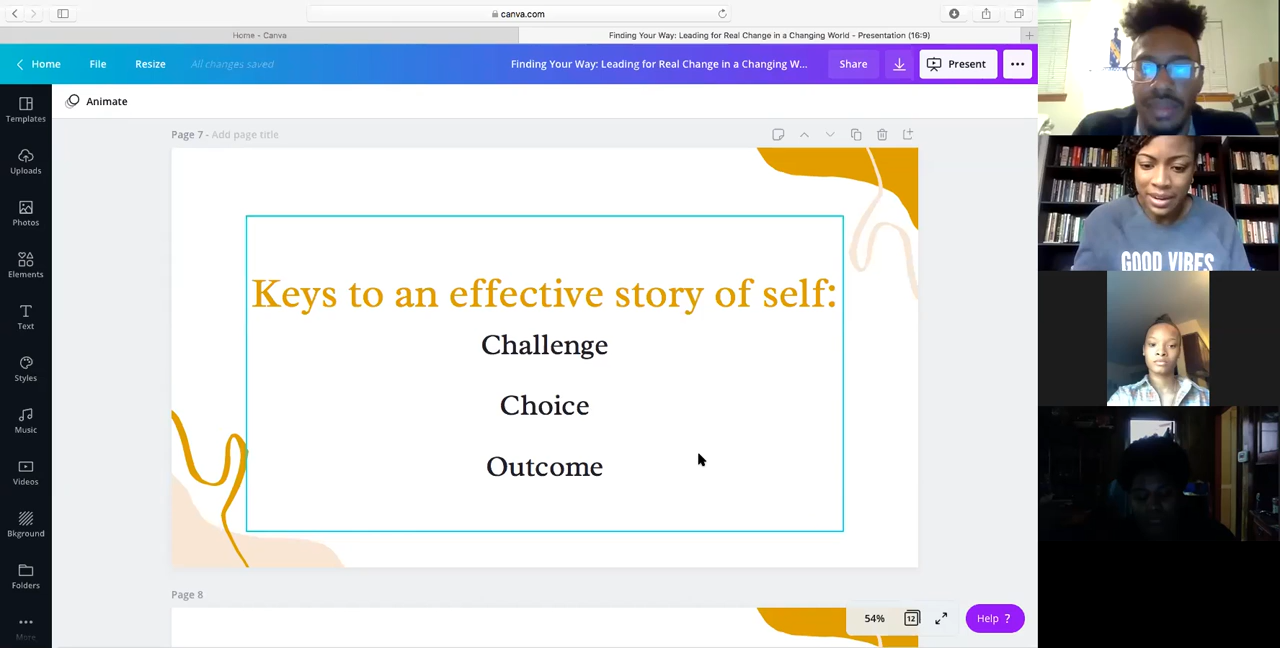 canva.com
Home - Canva
Finding Your Way: Leading for Real Change in a Changing World - Presentation (16:9)
Home
File
Resize
All changes saved
Finding Your Way: Leading for Real Change in a Changing W...
Share
Present
Templates
Uploads
Photos
Elements
Text
Styles
Music
Videos
Bkground
Folders
More
Animate
Page 7 - Add page title
Keys to an effective story of self:
Challenge
Choice
Outcome
Page 8
54%
12
Help ?
GOOD VIBES